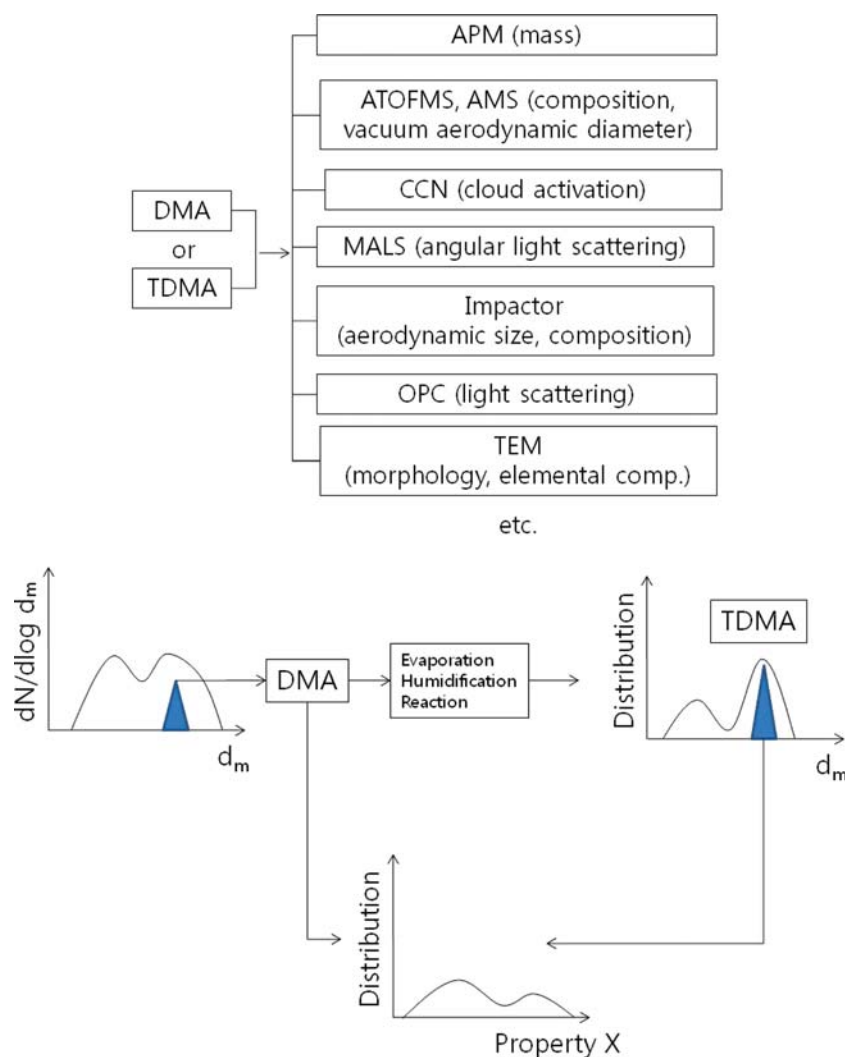 APM (mass)
ATOFMS, AMS (composition,
vacuum aerodynamic diameter)
CCN (cloud activation)
DMA
or
TDMA
MALS (angular light scattering)
Impactor
(aerodynamic size, composition)
OPC (light scattering)
TEM
(morphology, elemental comp.)
etc.
dN/dlog dm
dm
DMA
Evaporation
Humidification
Reaction
Distribution
TDMA
dm
Distribution
Property X